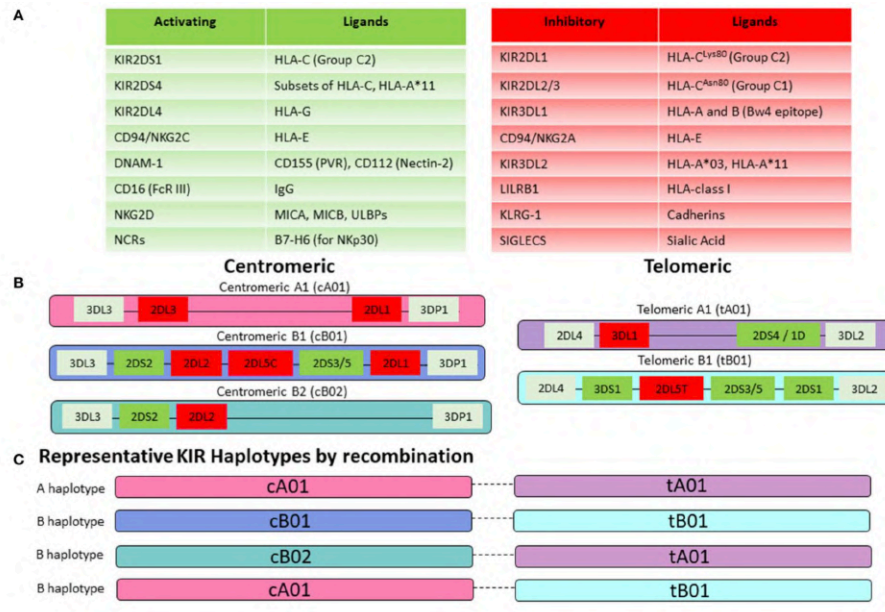 A
Activating Ligands
KIR2DS1 HLA-C (Group C2)
KIR2DS4 Subsets of HLA-C, HLA-A*11
KIR2DL4 HLA-G
CD94/NKG2C HLA-E
DNAM-1 CD155 (PVR), CD112 (Nectin-2)
CD16 (FcR III) IgG
NKG2D MICA, MICB, ULBPs
NCRs B7-H6 (for NKp30)
Inhibitory Ligands
KIR2DL1 HLA-C^Lys80 (Group C2)
KIR2DL2/3 HLA-C^Asn80 (Group C1)
KIR3DL1 HLA-A and B (Bw4 epitope)
CD94/NKG2A HLA-E
KIR3DL2 HLA-A*03, HLA-A*11
LILRB1 HLA-class I
KLRG-1 Cadherins
SIGLECS Sialic Acid
B
Centromeric
Centromeric A1 (cA01)
3DL3 2DL3 2DL1 3DP1
Centromeric B1 (cB01)
3DL3 2DS2 2DL2 2DL5C 2DS3/5 2DL1 3DP1
Centromeric B2 (cB02)
3DL3 2DS2 2DL2 3DP1
Telomeric
Telomeric A1 (tA01)
2DL4 3DL1 2DS4 / 1D 3DL2
Telomeric B1 (tB01)
2DL4 3DS1 2DL5T 2DS3/5 2DS1 3DL2
C Representative KIR Haplotypes by recombination
A haplotype cA01 tA01
B haplotype cB01 tB01
B haplotype cB02 tA01
B haplotype cA01 tB01